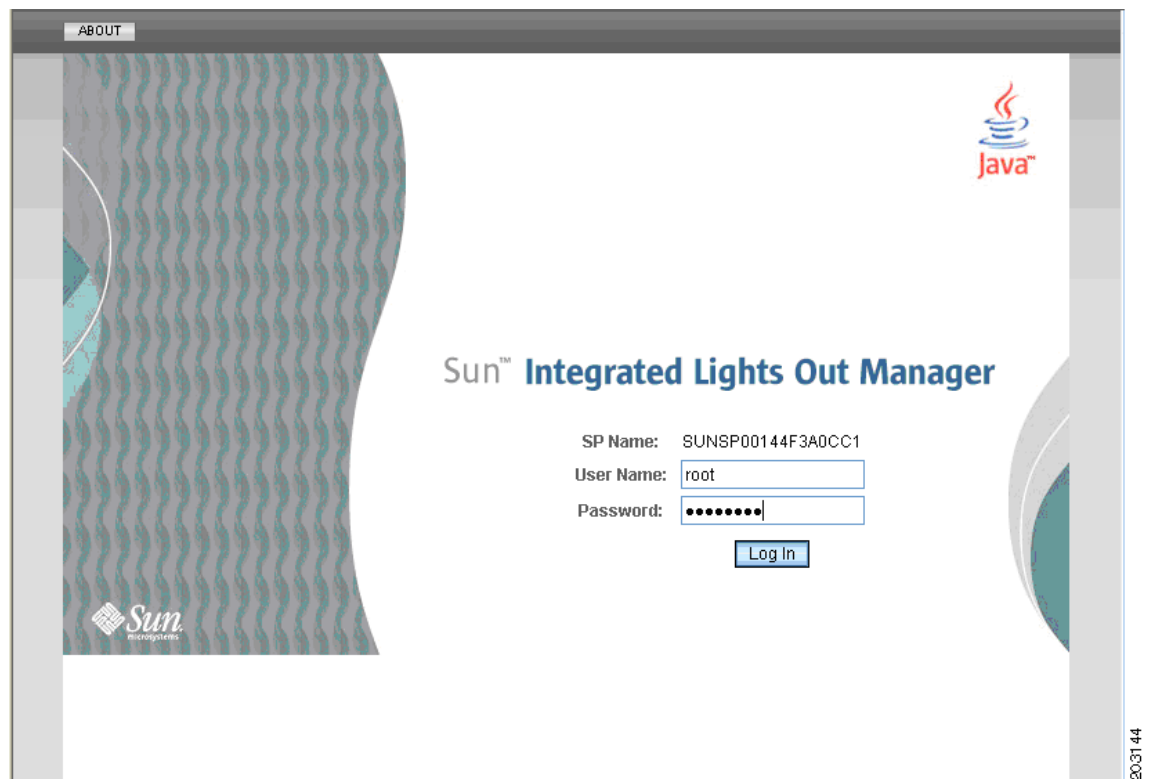 ABOUT
Java™
Sun™ Integrated Lights Out Manager
SP Name: SUNSP00144F3A0CC1
User Name: root
Password: ••••••••
Log In
Sun.
microsystems
203144